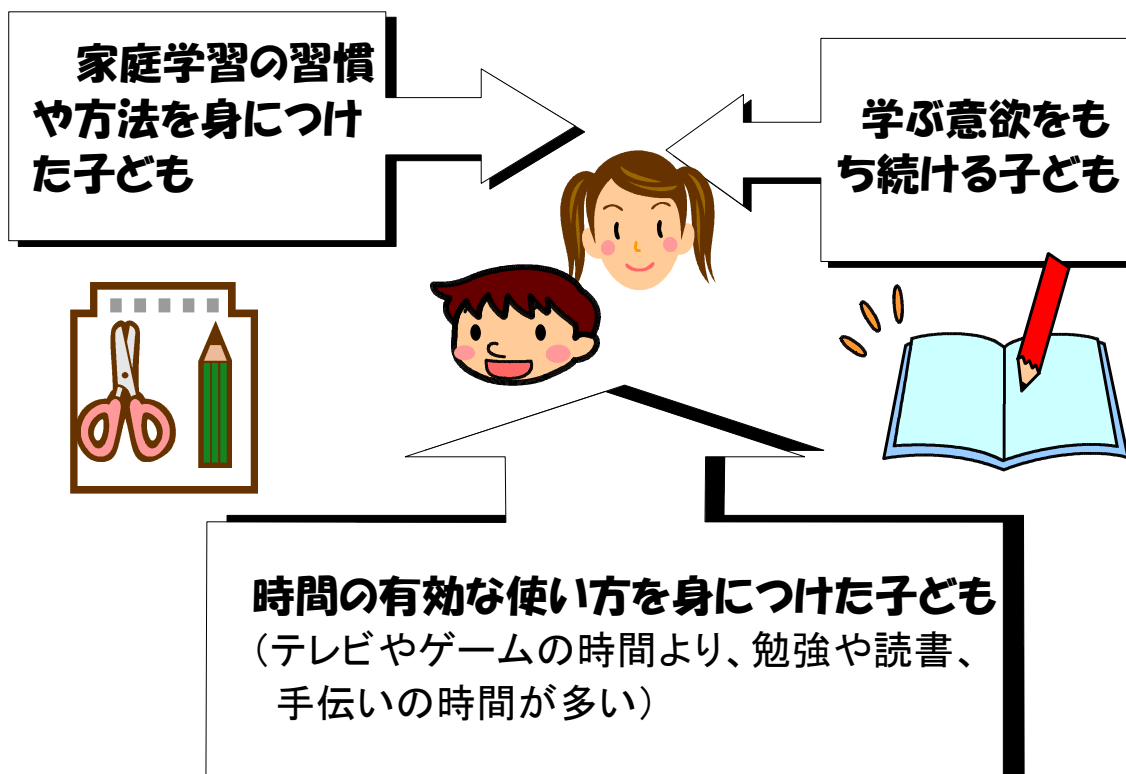 家庭学習の習慣
や方法を身につけ
た子ども
学ぶ意欲をも
ち続ける子ども
時間の有効な使い方を身につけた子ども
（テレビやゲームの時間より、勉強や読書、
手伝いの時間が多い）